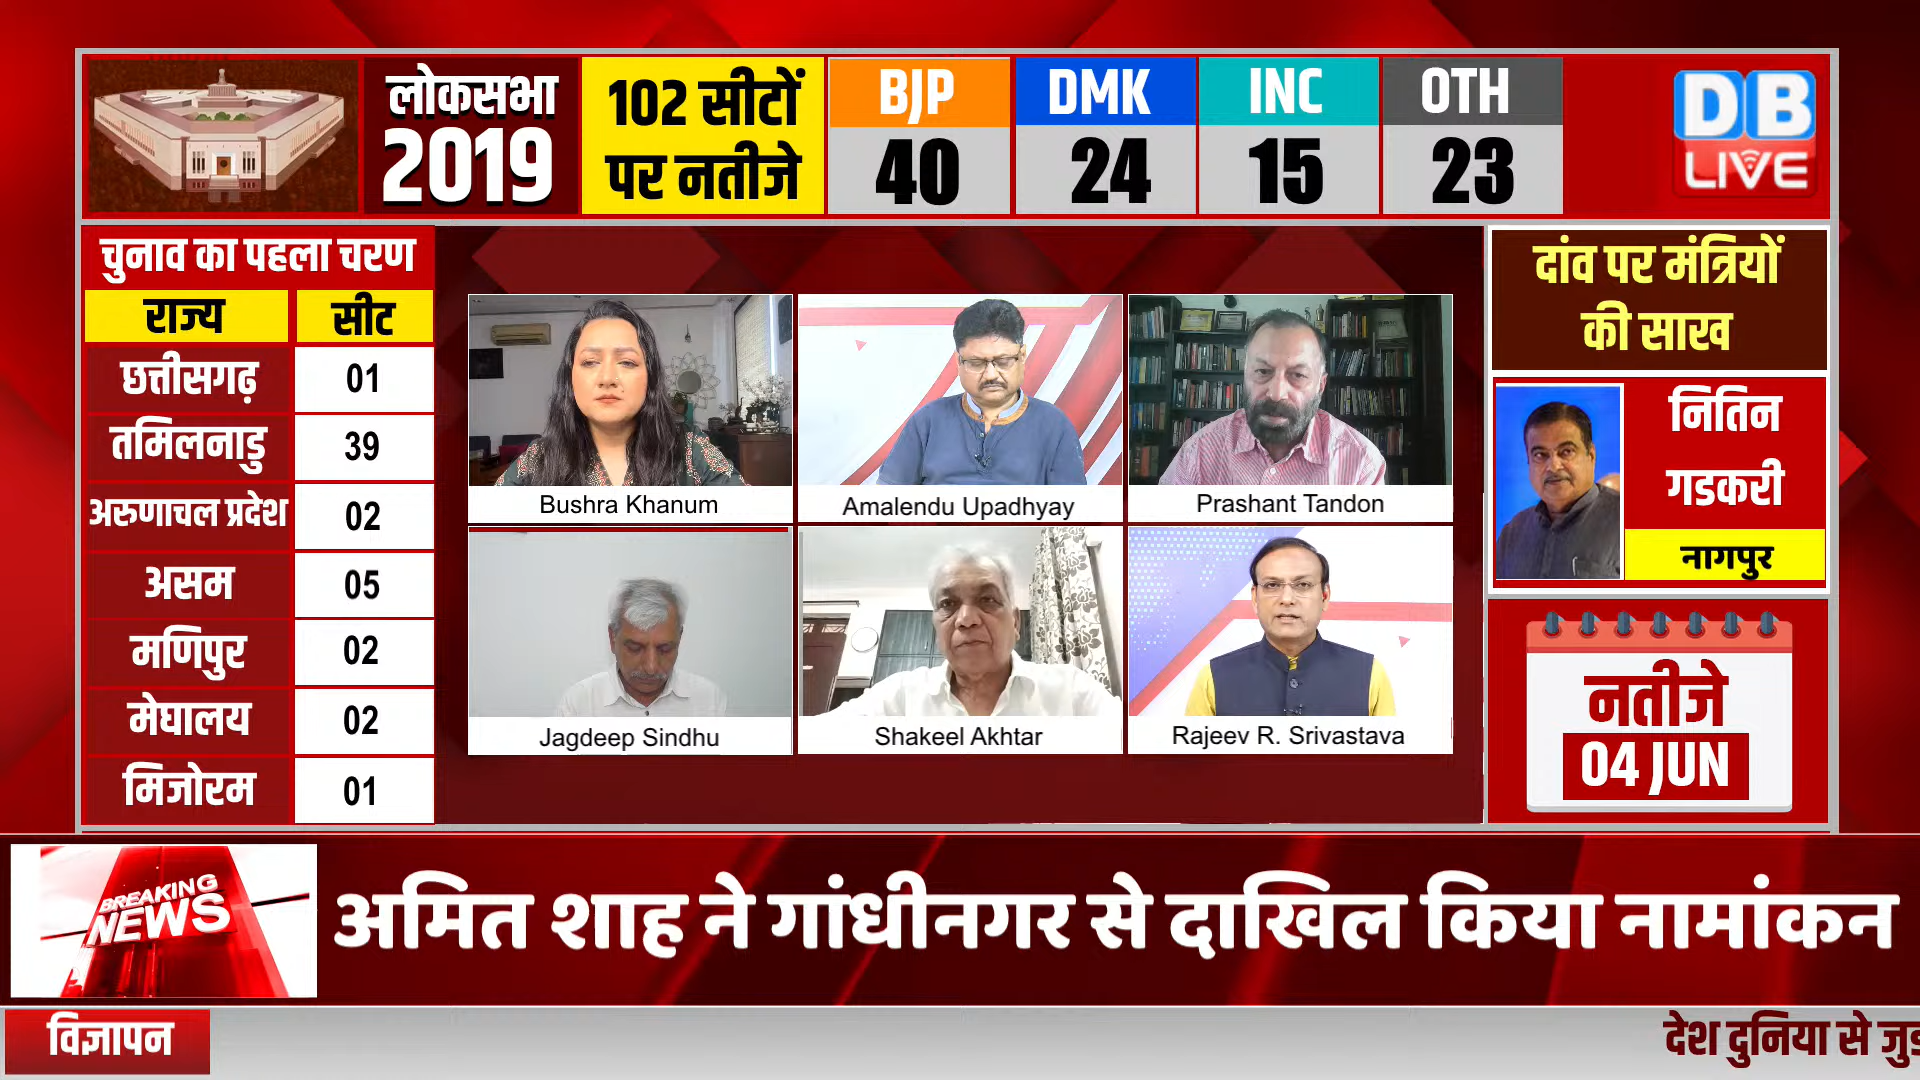 लोकसभा
2019
102 सीटों
पर नतीजे
BJP
40
DMK
24
INC
15
OTH
23
DB
LIVE
चुनाव का पहला चरण
राज्य सीट
छत्तीसगढ़ 01
तमिलनाडु 39
अरुणाचल प्रदेश 02
असम 05
मणिपुर 02
मेघालय 02
मिजोरम 01
Bushra Khanum
Amalendu Upadhyay
Prashant Tandon
Jagdeep Sindhu
Shakeel Akhtar
Rajeev R. Srivastava
दांव पर मंत्रियों
की साख
नितिन
गडकरी
नागपुर
नतीजे
04 JUN
BREAKING
NEWS
अमित शाह ने गांधीनगर से दाखिल किया नामांकन
विज्ञापन
देश दुनिया से